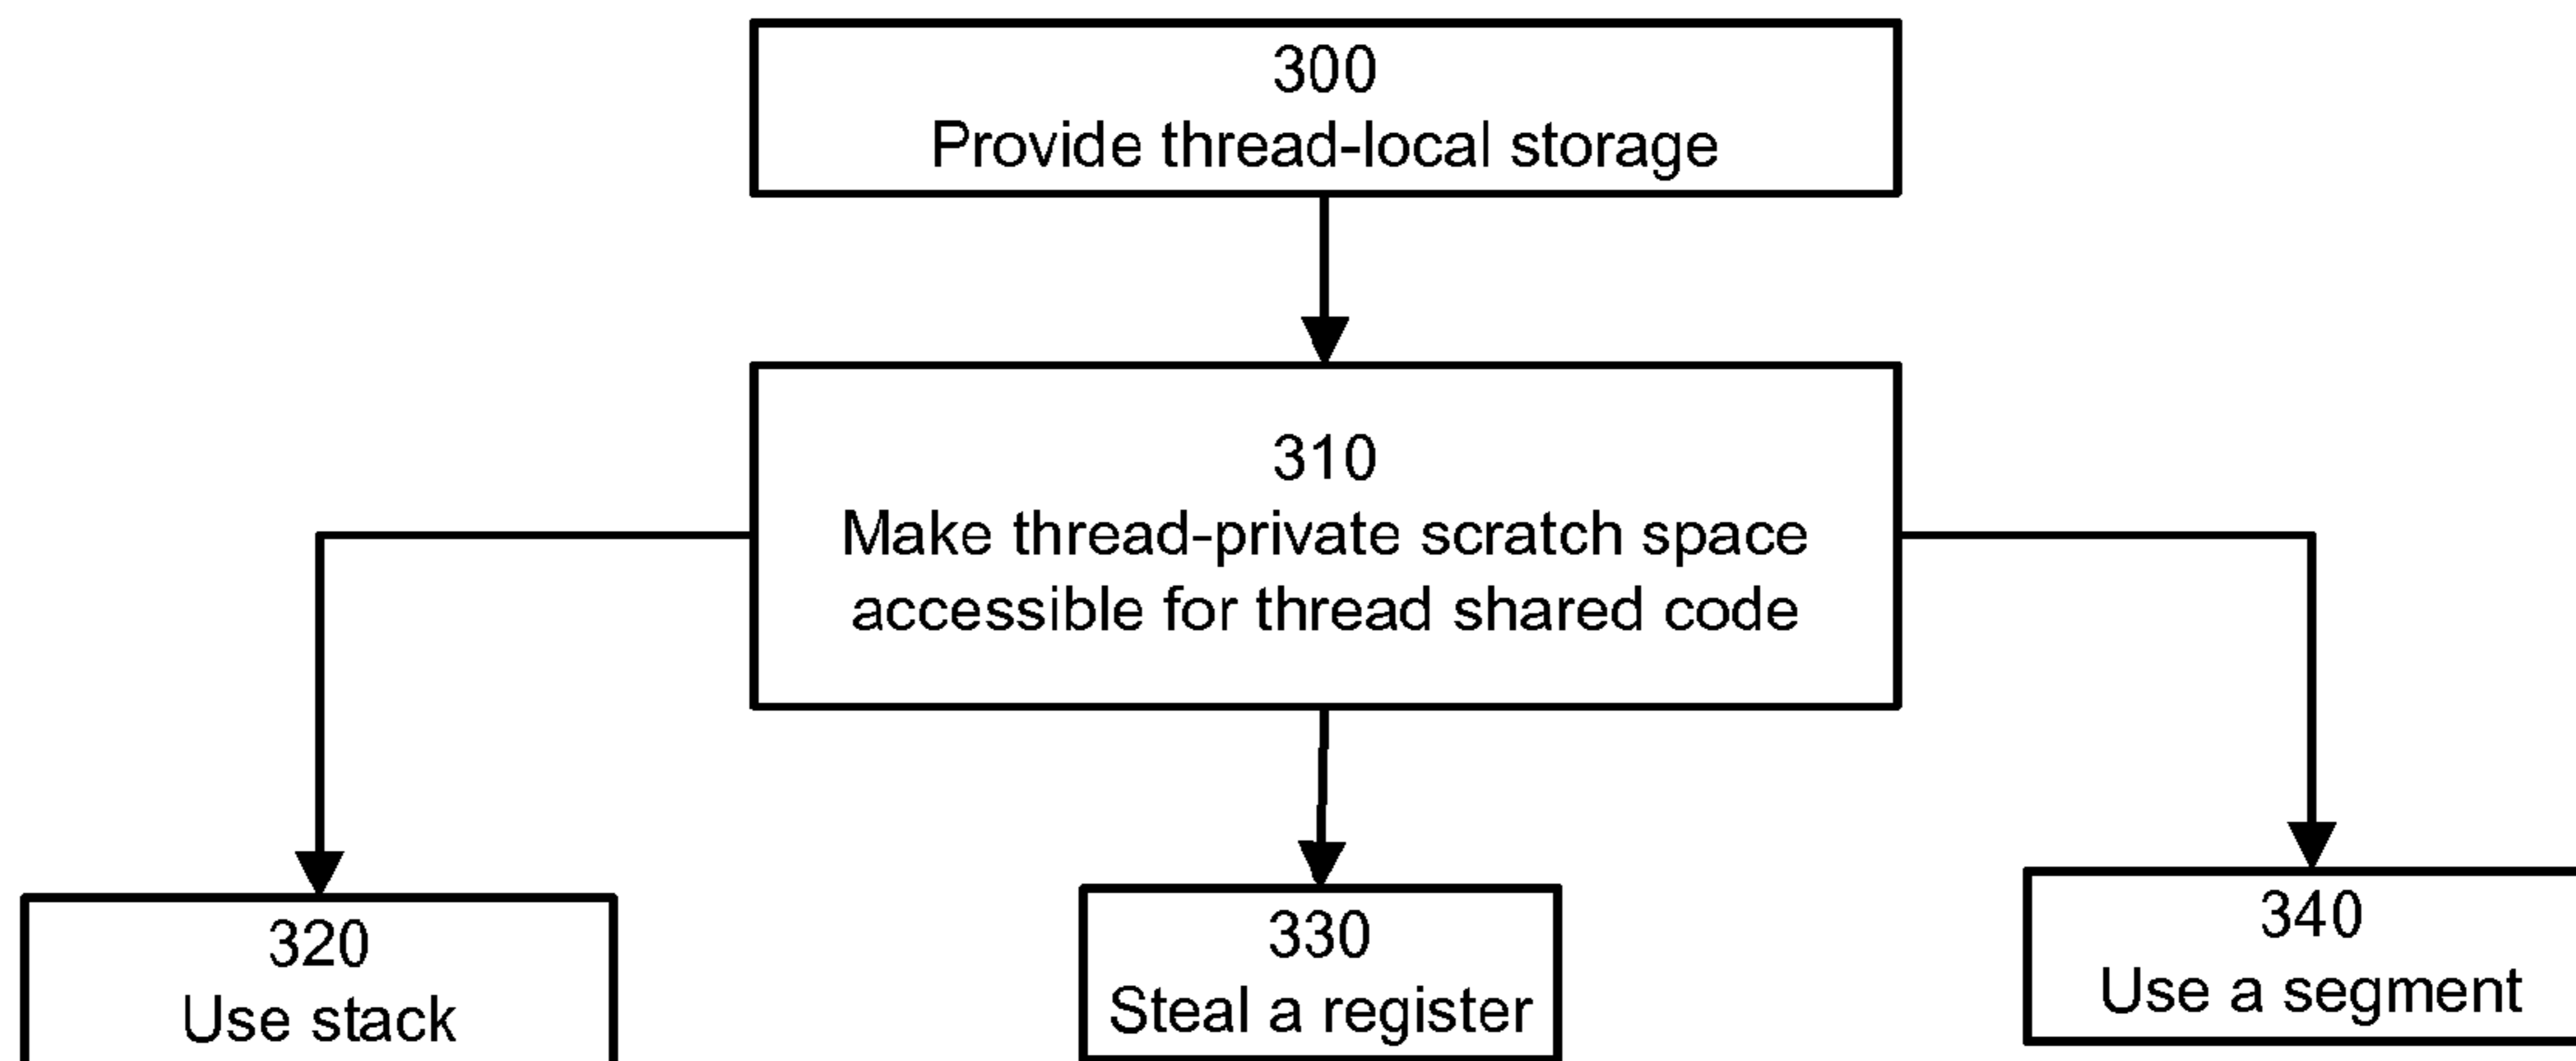 300
Provide thread-local storage
310
Make thread-private scratch space
accessible for thread shared code
320
Use stack
330
Steal a register
340
Use a segment